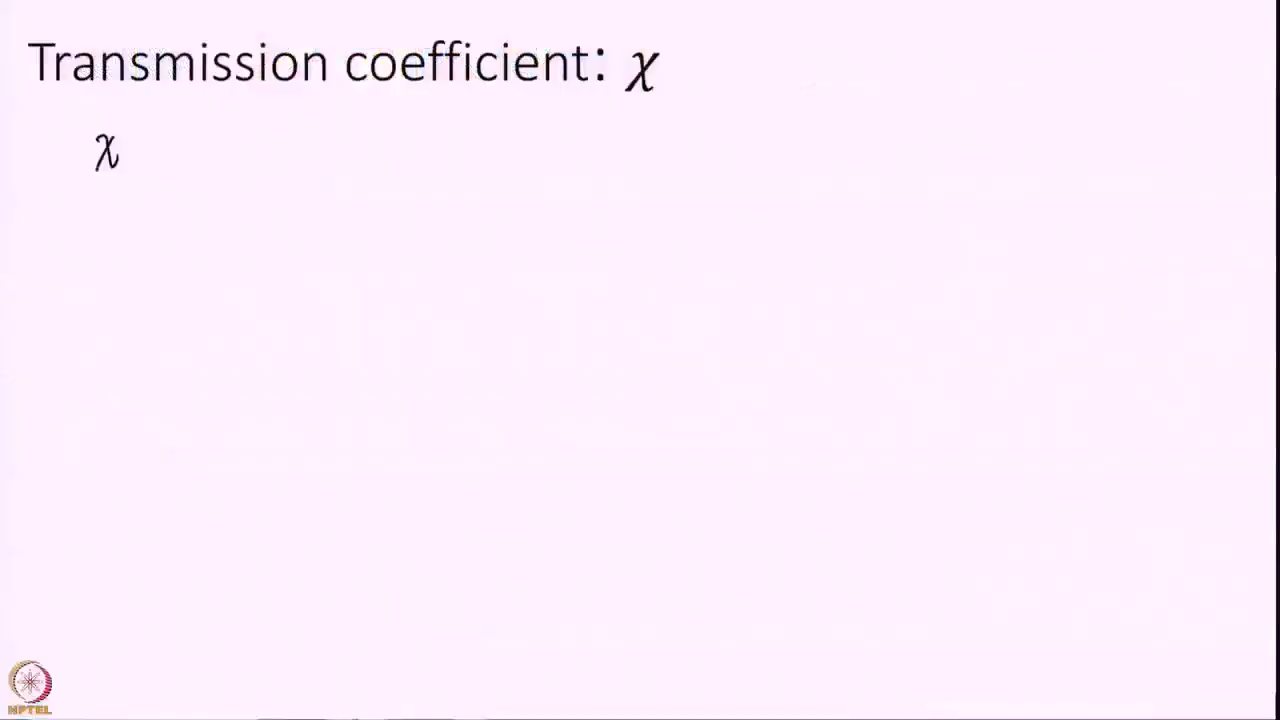 Transmission coefficient: χ
χ
NPTEL